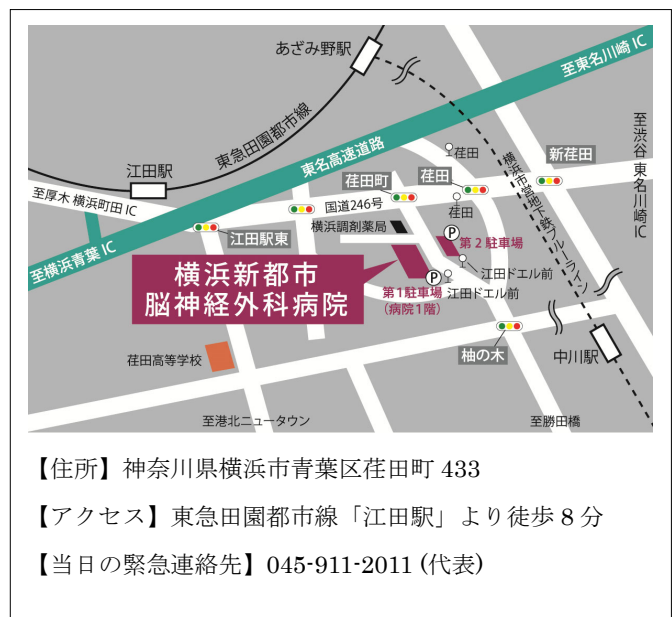 あざみ野駅
至東名川崎 IC
東急田園都市線
至渋谷 東名川崎 IC
江田駅
東名高速道路
荏田
新荏田
荏田町
荏田
至厚木 横浜町田 IC
国道246号
荏田
横浜市営地下鉄ブルーライン
江田駅東
横浜調剤薬局
P
第2駐車場
至横浜青葉 IC
横浜新都市
脳神経外科病院
江田ドエル前
P
第1駐車場
(病院1階)
江田ドエル前
柚の木
荏田高等学校
中川駅
至港北ニュータウン
至勝田橋
【住所】神奈川県横浜市青葉区荏田町 433
【アクセス】東急田園都市線「江田駅」より徒歩 8 分
【当日の緊急連絡先】045-911-2011 (代表)